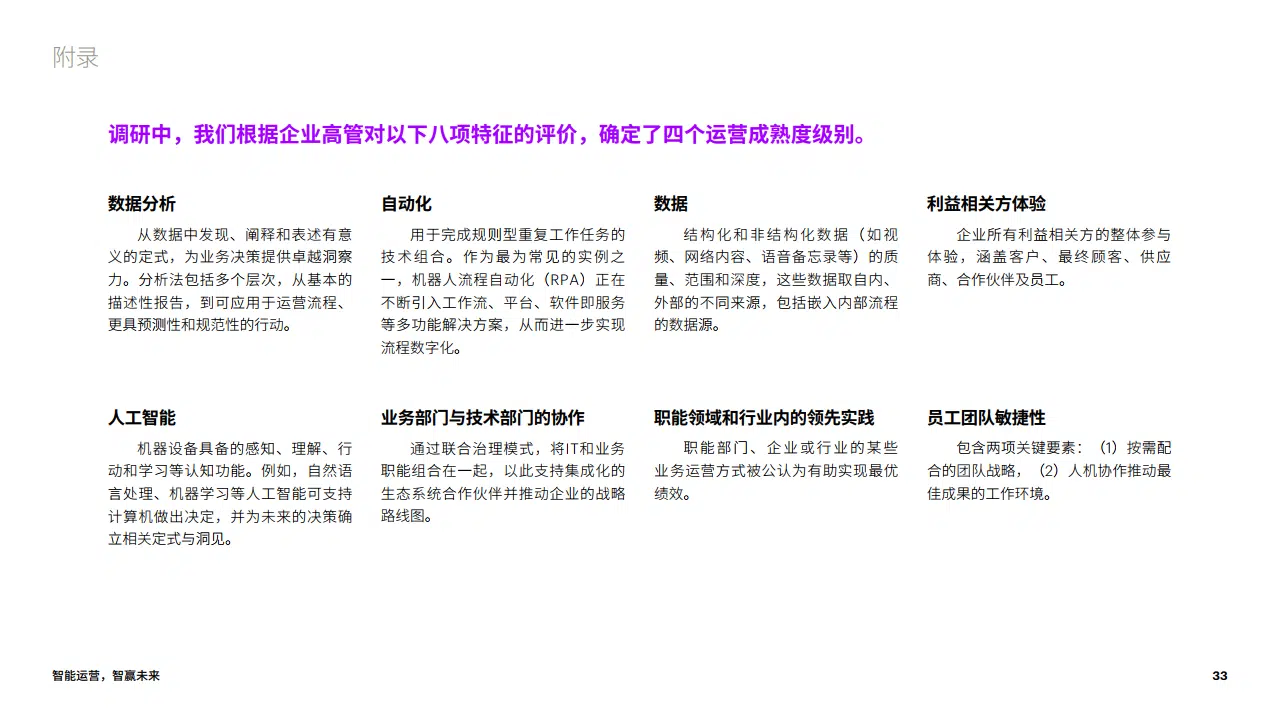 附录
调研中，我们根据企业高管对以下八项特征的评价，确定了四个运营成熟度级别。
数据分析
从数据中发现、阐释和表述有意
义的定式，为业务决策提供卓越洞察
力。分析法包括多个层次，从基本的
描述性报告，到可应用于运营流程、
更具预测性和规范性的行动。
自动化
用于完成规则型重复工作任务的
技术组合。作为最为常见的实例之
一，机器人流程自动化（RPA）正在
不断引入工作流、平台、软件即服务
等多功能解决方案，从而进一步实现
流程数字化。
数据
结构化和非结构化数据（如视
频、网络内容、语音备忘录等）的质
量、范围和深度，这些数据取自内、
外部的不同来源，包括嵌入内部流程
的数据源。
利益相关方体验
企业所有利益相关方的整体参与
体验，涵盖客户、最终顾客、供应
商、合作伙伴及员工。
人工智能
机器设备具备的感知、理解、行
动和学习等认知功能。例如，自然语
言处理、机器学习等人工智能可支持
计算机做出决定，并为未来的决策确
立相关定式与洞见。
业务部门与技术部门的协作
通过联合治理模式，将IT和业务
职能组合在一起，以此支持集成化的
生态系统合作伙伴并推动企业的战略
路线图。
职能领域和行业内的领先实践
职能部门、企业或行业的某些
业务运营方式被公认为有助实现最优
绩效。
员工团队敏捷性
包含两项关键要素：（1）按需配
合的团队战略，（2）人机协作推动最
佳成果的工作环境。
智能运营，智赢未来
33